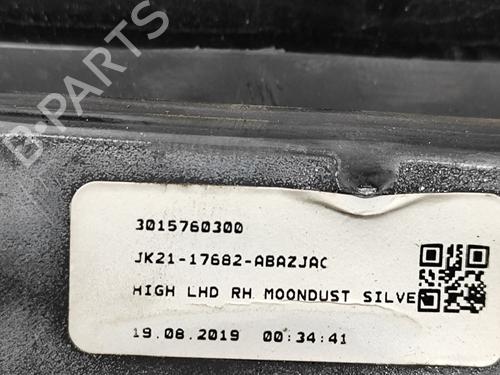 B-PARTS
3015760300
JK21-17682-ABAZJAC
HIGH LHD RH MOONDUST SILVE
19.08.2019 00:34:41